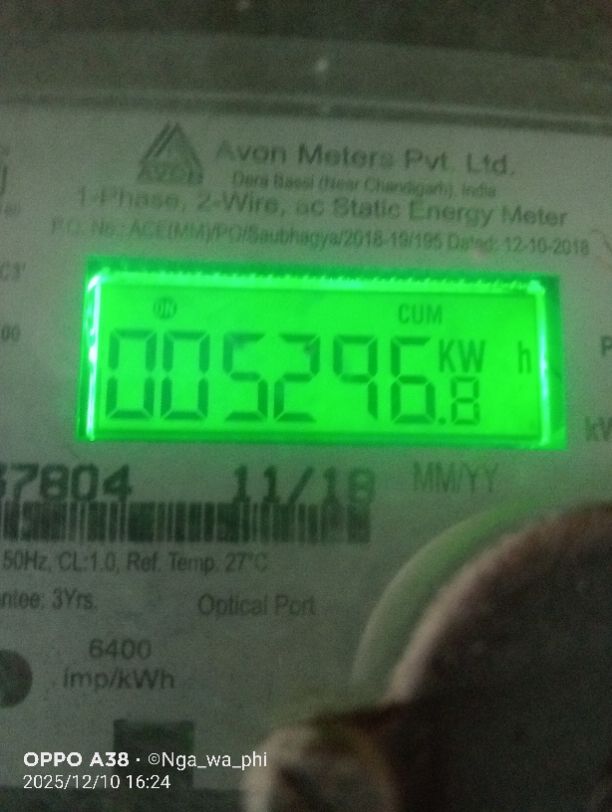 AVON
Avon Meters Pvt. Ltd.
Dera Bassi (Near Chandigarh), India
1-Phase, 2-Wire, ac Static Energy Meter
P.O. No.: ACE(MM)/PO/Saubhagya/2018-19/195 Dated: 12-10-2018
ON
CUM
005296.8
KW h
37804
11/18
MM/YY
50Hz, CL:1.0, Ref. Temp. 27°C
3Yrs.
Optical Port
6400
imp/kWh
OPPO A38 · ©Nga_wa_phi
2025/12/10 16:24